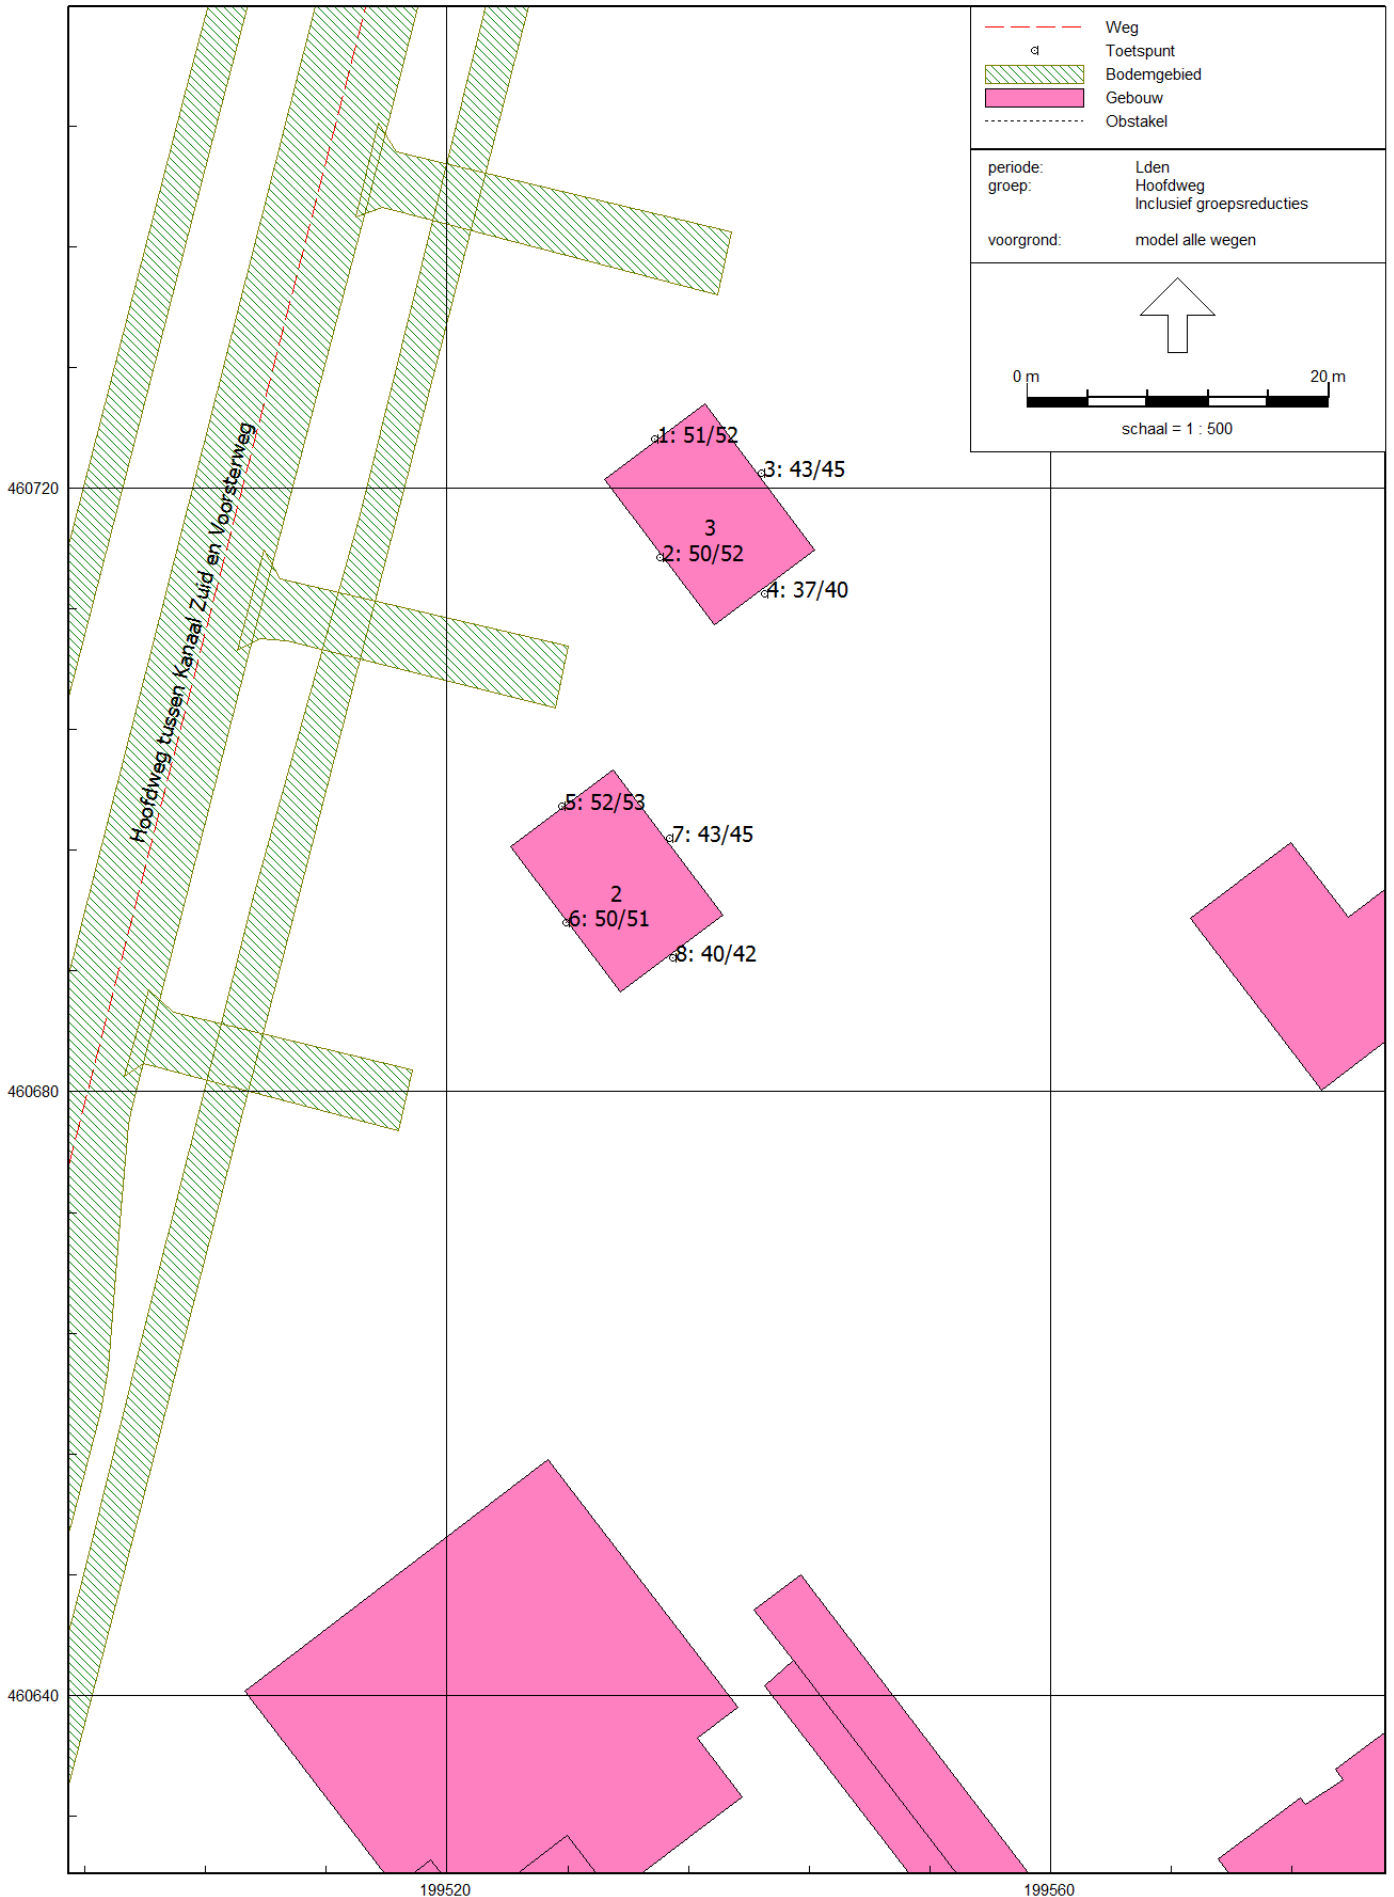 Weg
Toetspunt
Bodemgebied
Gebouw
Obstakel
periode: Lden
groep: Hoofdweg
Inclusief groepsreducties
voorgrond: model alle wegen
0 m 20 m
schaal = 1 : 500
Hoofdweg tussen Kanaal Zuid en Voorsterweg
1: 51/52
3: 43/45
460720
3
2: 50/52
4: 37/40
5: 52/53
7: 43/45
2
6: 50/51
8: 40/42
460680
460640
199520 199560